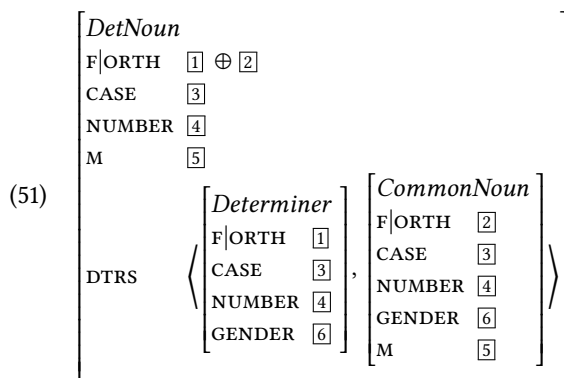 DetNoun
F|ORTH 1 ⊕ 2
CASE 3
NUMBER 4
M 5
(51)
DTRS ⟨ [Determiner F|ORTH 1 CASE 3 NUMBER 4 GENDER 6] , [CommonNoun F|ORTH 2 CASE 3 NUMBER 4 GENDER 6 M 5] ⟩